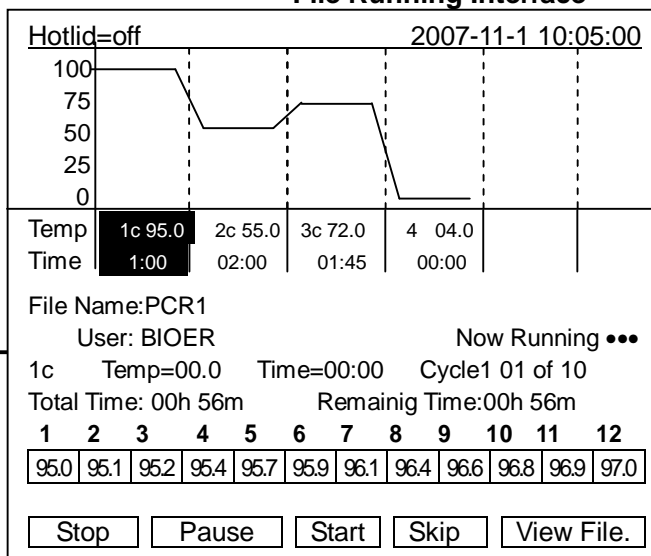 Hotlid=off 2007-11-1 10:05:00
100
75
50
25
0
Temp 1c 95.0 2c 55.0 3c 72.0 4 04.0
Time 1:00 02:00 01:45 00:00
File Name:PCR1
User: BIOER Now Running •••
1c Temp=00.0 Time=00:00 Cycle1 01 of 10
Total Time: 00h 56m Remainig Time:00h 56m
1 2 3 4 5 6 7 8 9 10 11 12
95.0 95.1 95.2 95.4 95.7 95.9 96.1 96.4 96.6 96.8 96.9 97.0
Stop Pause Start Skip View File.